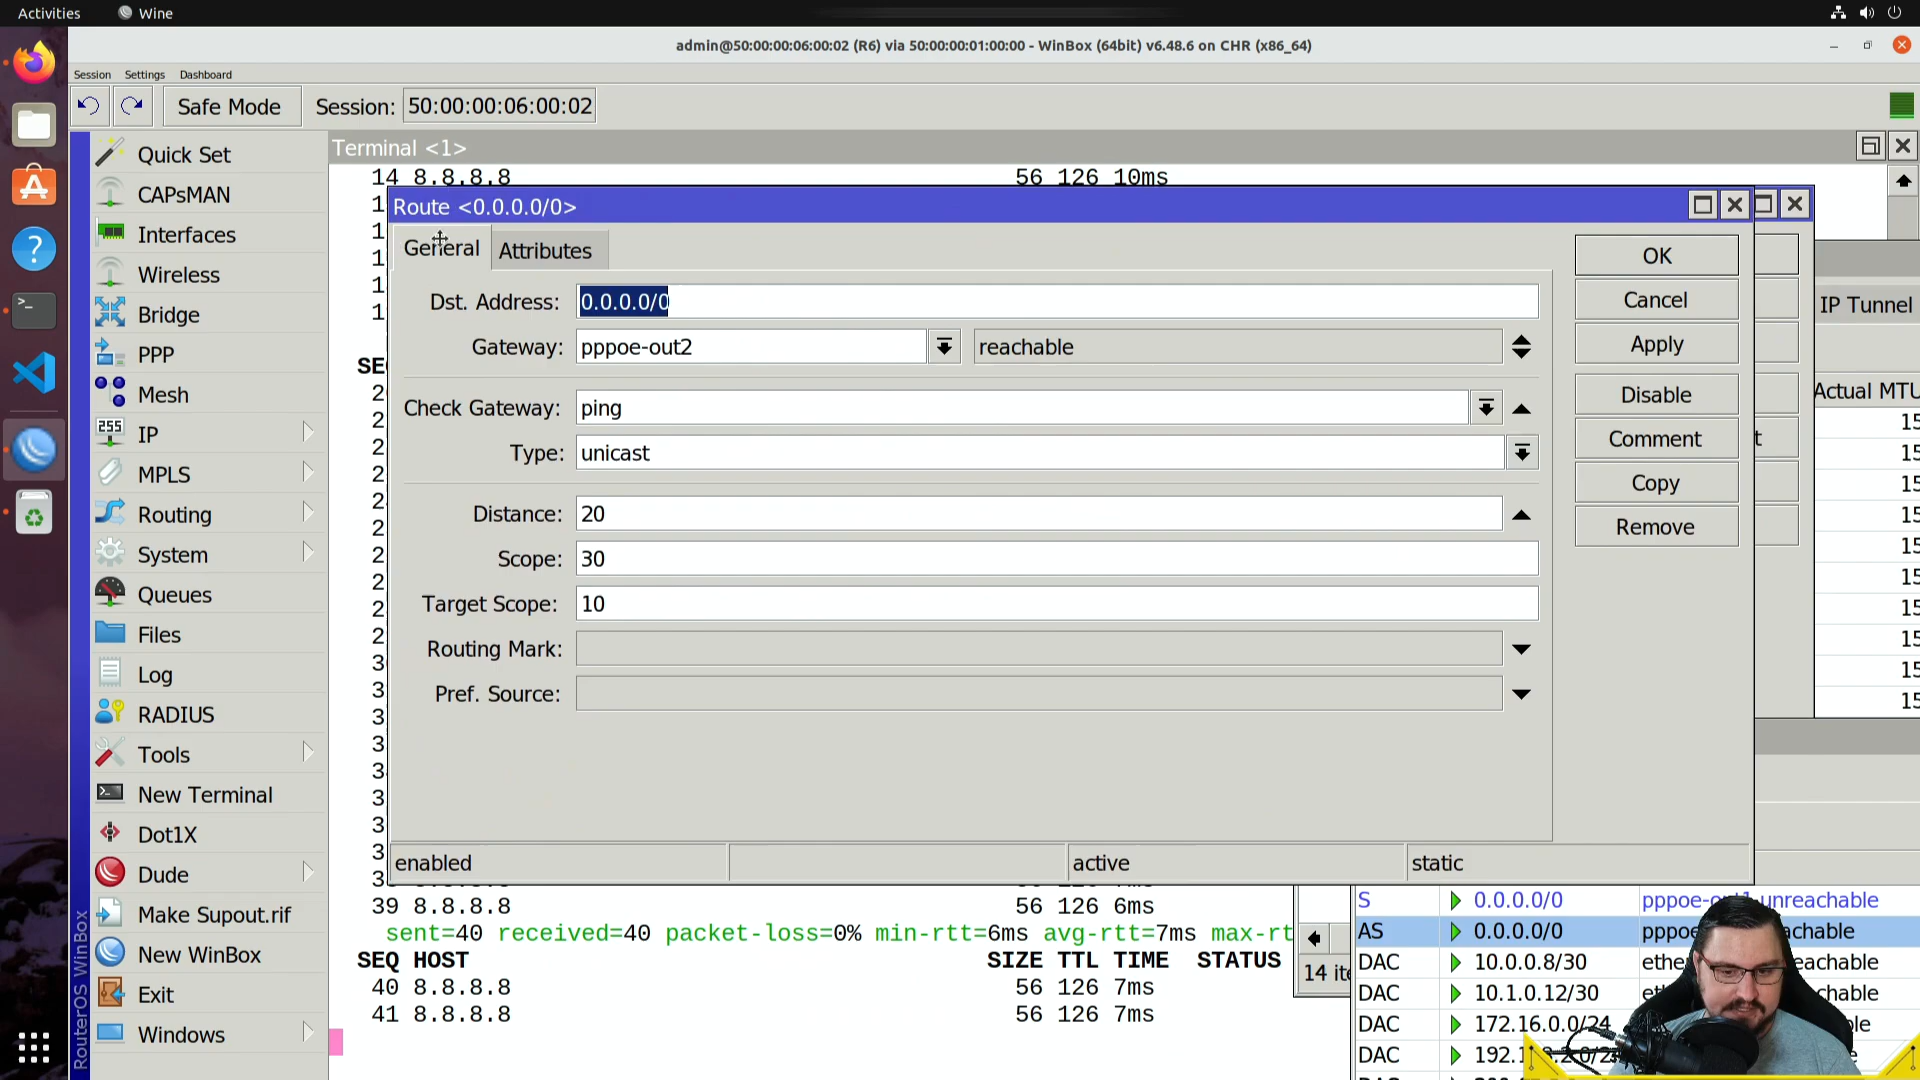 Activities
Wine
admin@50:00:00:06:00:02 (R6) via 50:00:00:01:00:00 - WinBox (64bit) v6.48.6 on CHR (x86_64)
Session Settings Dashboard
Safe Mode Session: 50:00:00:06:00:02
Quick Set
CAPsMAN
Interfaces
Wireless
Bridge
PPP
Mesh
IP
MPLS
Routing
System
Queues
Files
Log
RADIUS
Tools
New Terminal
Dot1X
Dude
Make Supout.rif
New WinBox
Exit
Windows
RouterOS WinBox
255
Terminal <1>
14 8.8.8.8 56 126 10ms
Route <0.0.0.0/0>
General Attributes
Dst. Address: 0.0.0.0/0
Gateway: pppoe-out2 reachable
Check Gateway: ping
Type: unicast
Distance: 20
Scope: 30
Target Scope: 10
Routing Mark:
Pref. Source:
OK
Cancel
Apply
Disable
Comment
Copy
Remove
enabled active static
IP Tunnel
Actual MTU
39 8.8.8.8 56 126 6ms
sent=40 received=40 packet-loss=0% min-rtt=6ms avg-rtt=7ms max-rt
SEQ HOST SIZE TTL TIME STATUS
40 8.8.8.8 56 126 7ms
41 8.8.8.8 56 126 7ms
14 ite
S 0.0.0.0/0 unreachable
AS 0.0.0.0/0
DAC 10.0.0.8/30
DAC 10.1.0.12/30
DAC 172.16.0.0/24
DAC